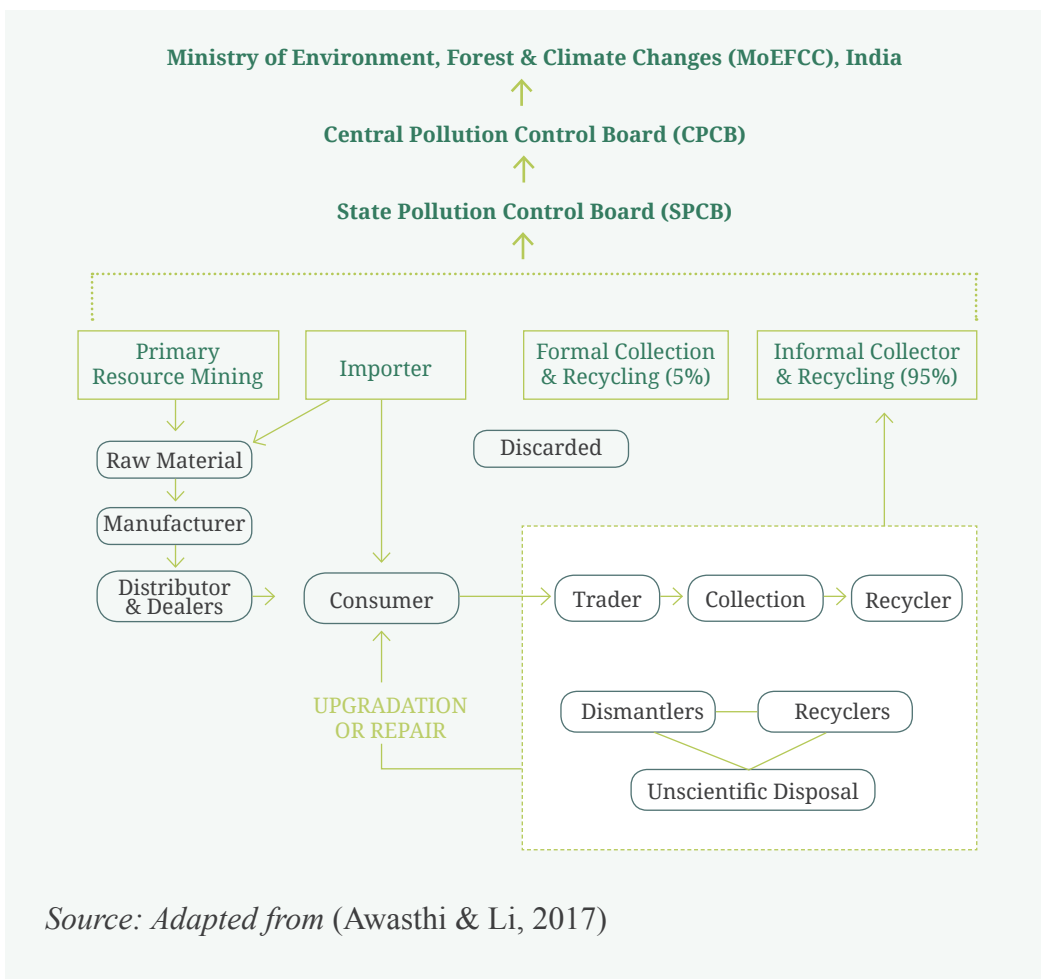 Ministry of Environment, Forest & Climate Changes (MoEFCC), India
Central Pollution Control Board (CPCB)
State Pollution Control Board (SPCB)
Primary
Resource Mining
Importer
Formal Collection
& Recycling (5%)
Informal Collector
& Recycling (95%)
Raw Material
Discarded
Manufacturer
Distributor
& Dealers
Consumer
Trader
Collection
Recycler
UPGRADATION
OR REPAIR
Dismantlers
Recyclers
Unscientific Disposal
Source: Adapted from (Awasthi & Li, 2017)